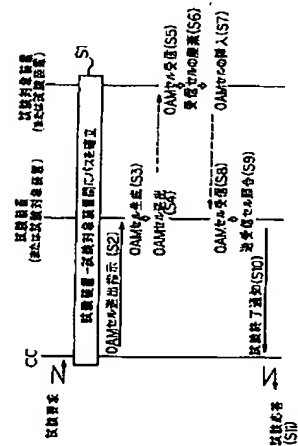 CC
試験装置
(または試験対象装置)
試験対象装置
(または試験装置)
試験要求
試験装置-試験対象装置間にパスを確立
S1
OAMセル送出指示(S2)
OAMセル生成(S3)
OAMセル送出
(S4)
OAMセル受信(S5)
受信セルの廃棄(S6)
OAMセルの挿入(S7)
OAMセル受信(S8)
送受信セル照合(S9)
試験終了通知(S10)
試験応答
(S11)